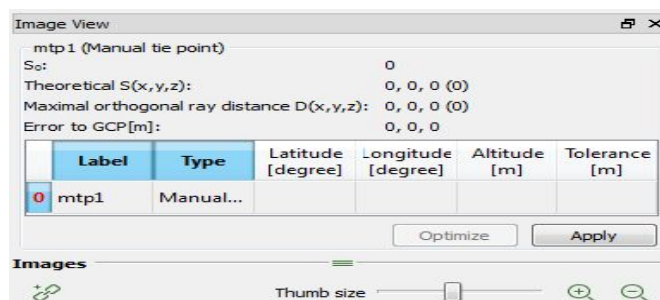 Image View
mtp1 (Manual tie point)
S₀: 0
Theoretical S(x,y,z): 0, 0, 0 (0)
Maximal orthogonal ray distance D(x,y,z): 0, 0, 0 (0)
Error to GCP[m]: 0, 0, 0
Label Type Latitude [degree] Longitude [degree] Altitude [m] Tolerance [m]
0 mtp1 Manual...
Optimize Apply
Images
Thumb size